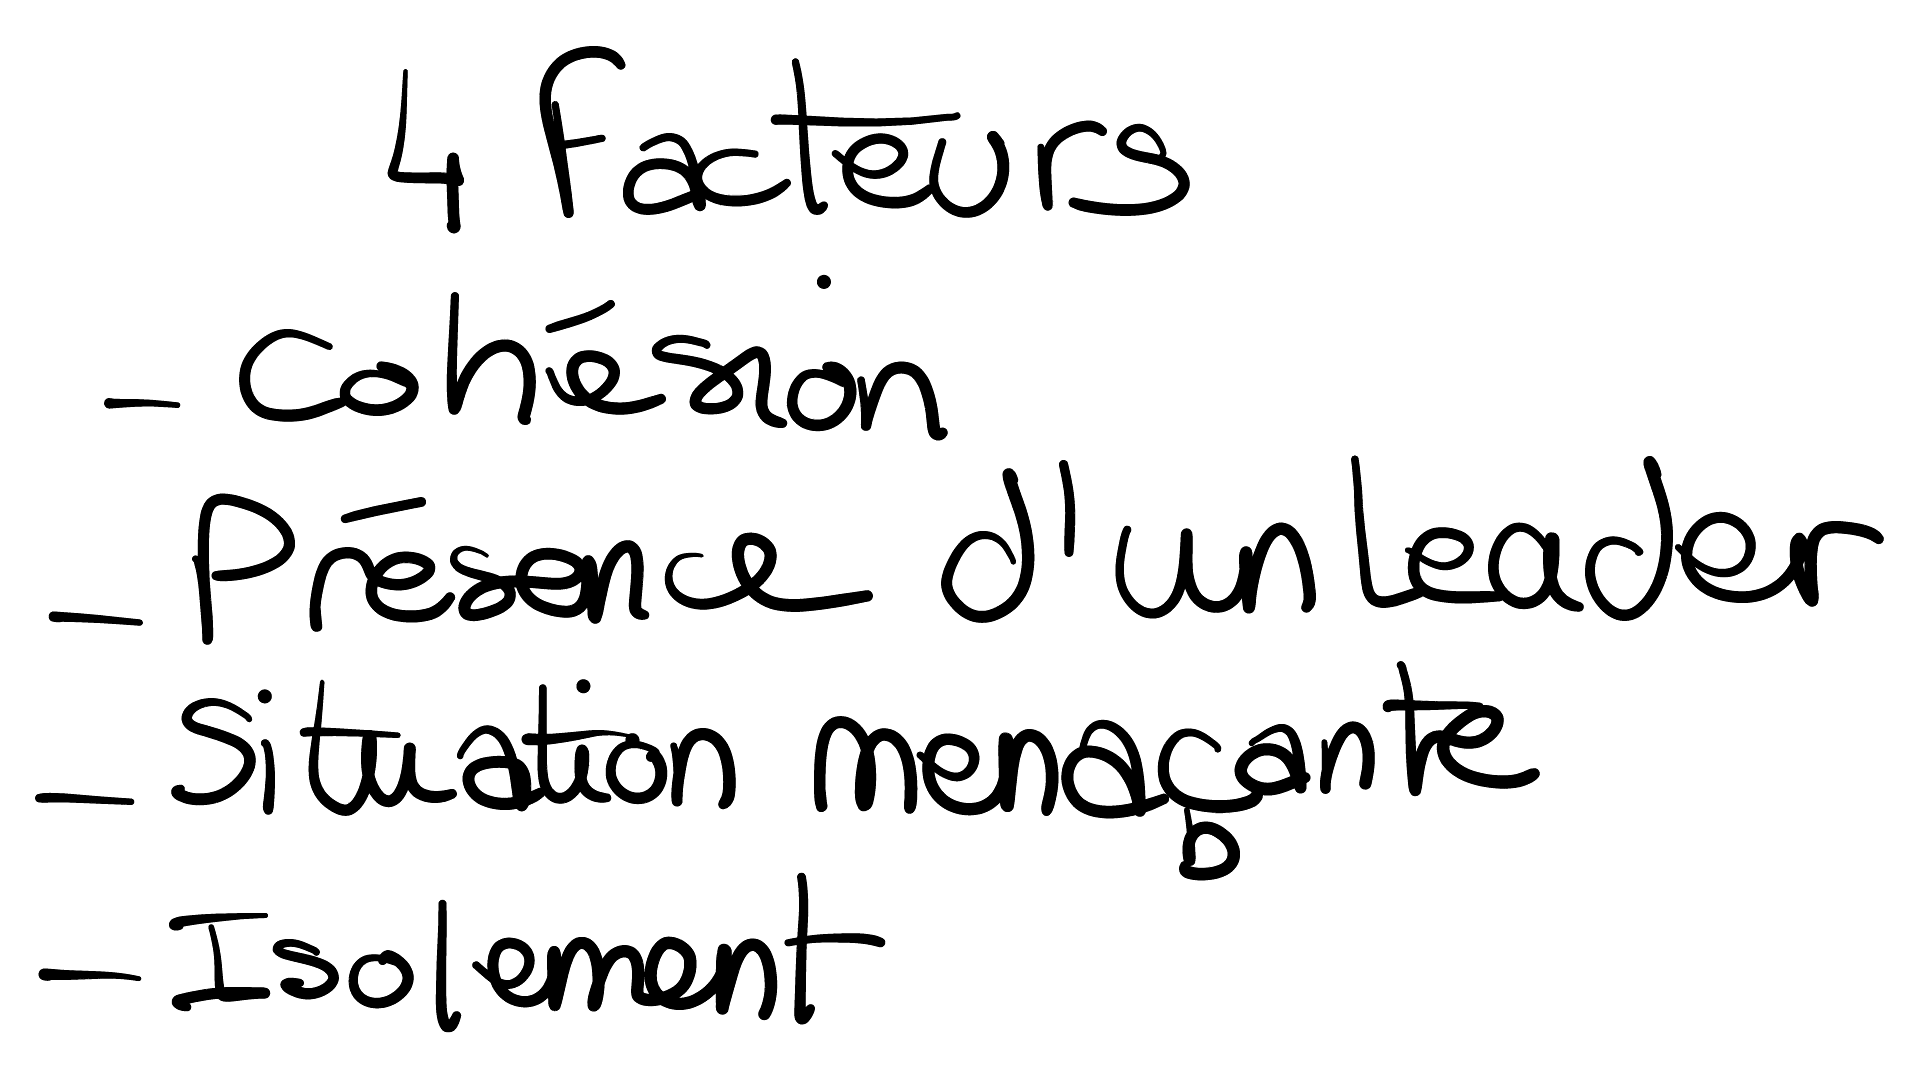 4 Facteurs
- Cohésion
- Présence d'un leader
- Situation menaçante
- Isolement